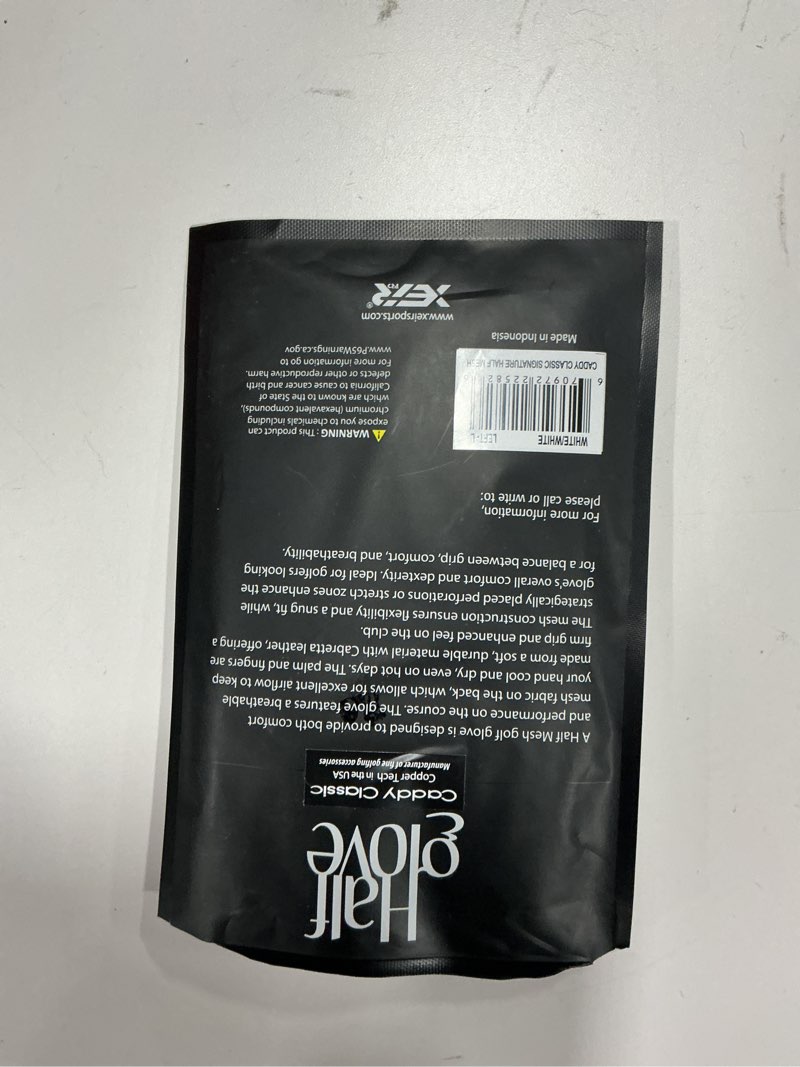 Half
glove
Caddy Classic
Copper Tech in the USA
Manufacturer of fine golfing accessories
A Half Mesh golf glove is designed to provide both comfort
and performance on the course. The glove features a breathable
mesh fabric on the back, which allows for excellent airflow to keep
your hand cool and dry, even on hot days. The palm and fingers are
made from a soft, durable material with Cabretta leather, offering a
firm grip and enhanced feel on the club.
The mesh construction ensures flexibility and a snug fit, while
strategically placed perforations or stretch zones enhance the
glove's overall comfort and dexterity. Ideal for golfers looking
for a balance between grip, comfort, and breathability.
For more information,
please call or write to:
WHITE/WHITE LEFT-L
6 70972 22582
CADDY CLASSIC SIGNATURE HALF MESH
Made in Indonesia
WARNING : This product can
expose you to chemicals including
chromium (hexavalent compounds),
which are known to the State of
California to cause cancer and birth
defects or other reproductive harm.
For more information go to
www.P65Warnings.ca.gov
www.xeirsports.com
XEIR